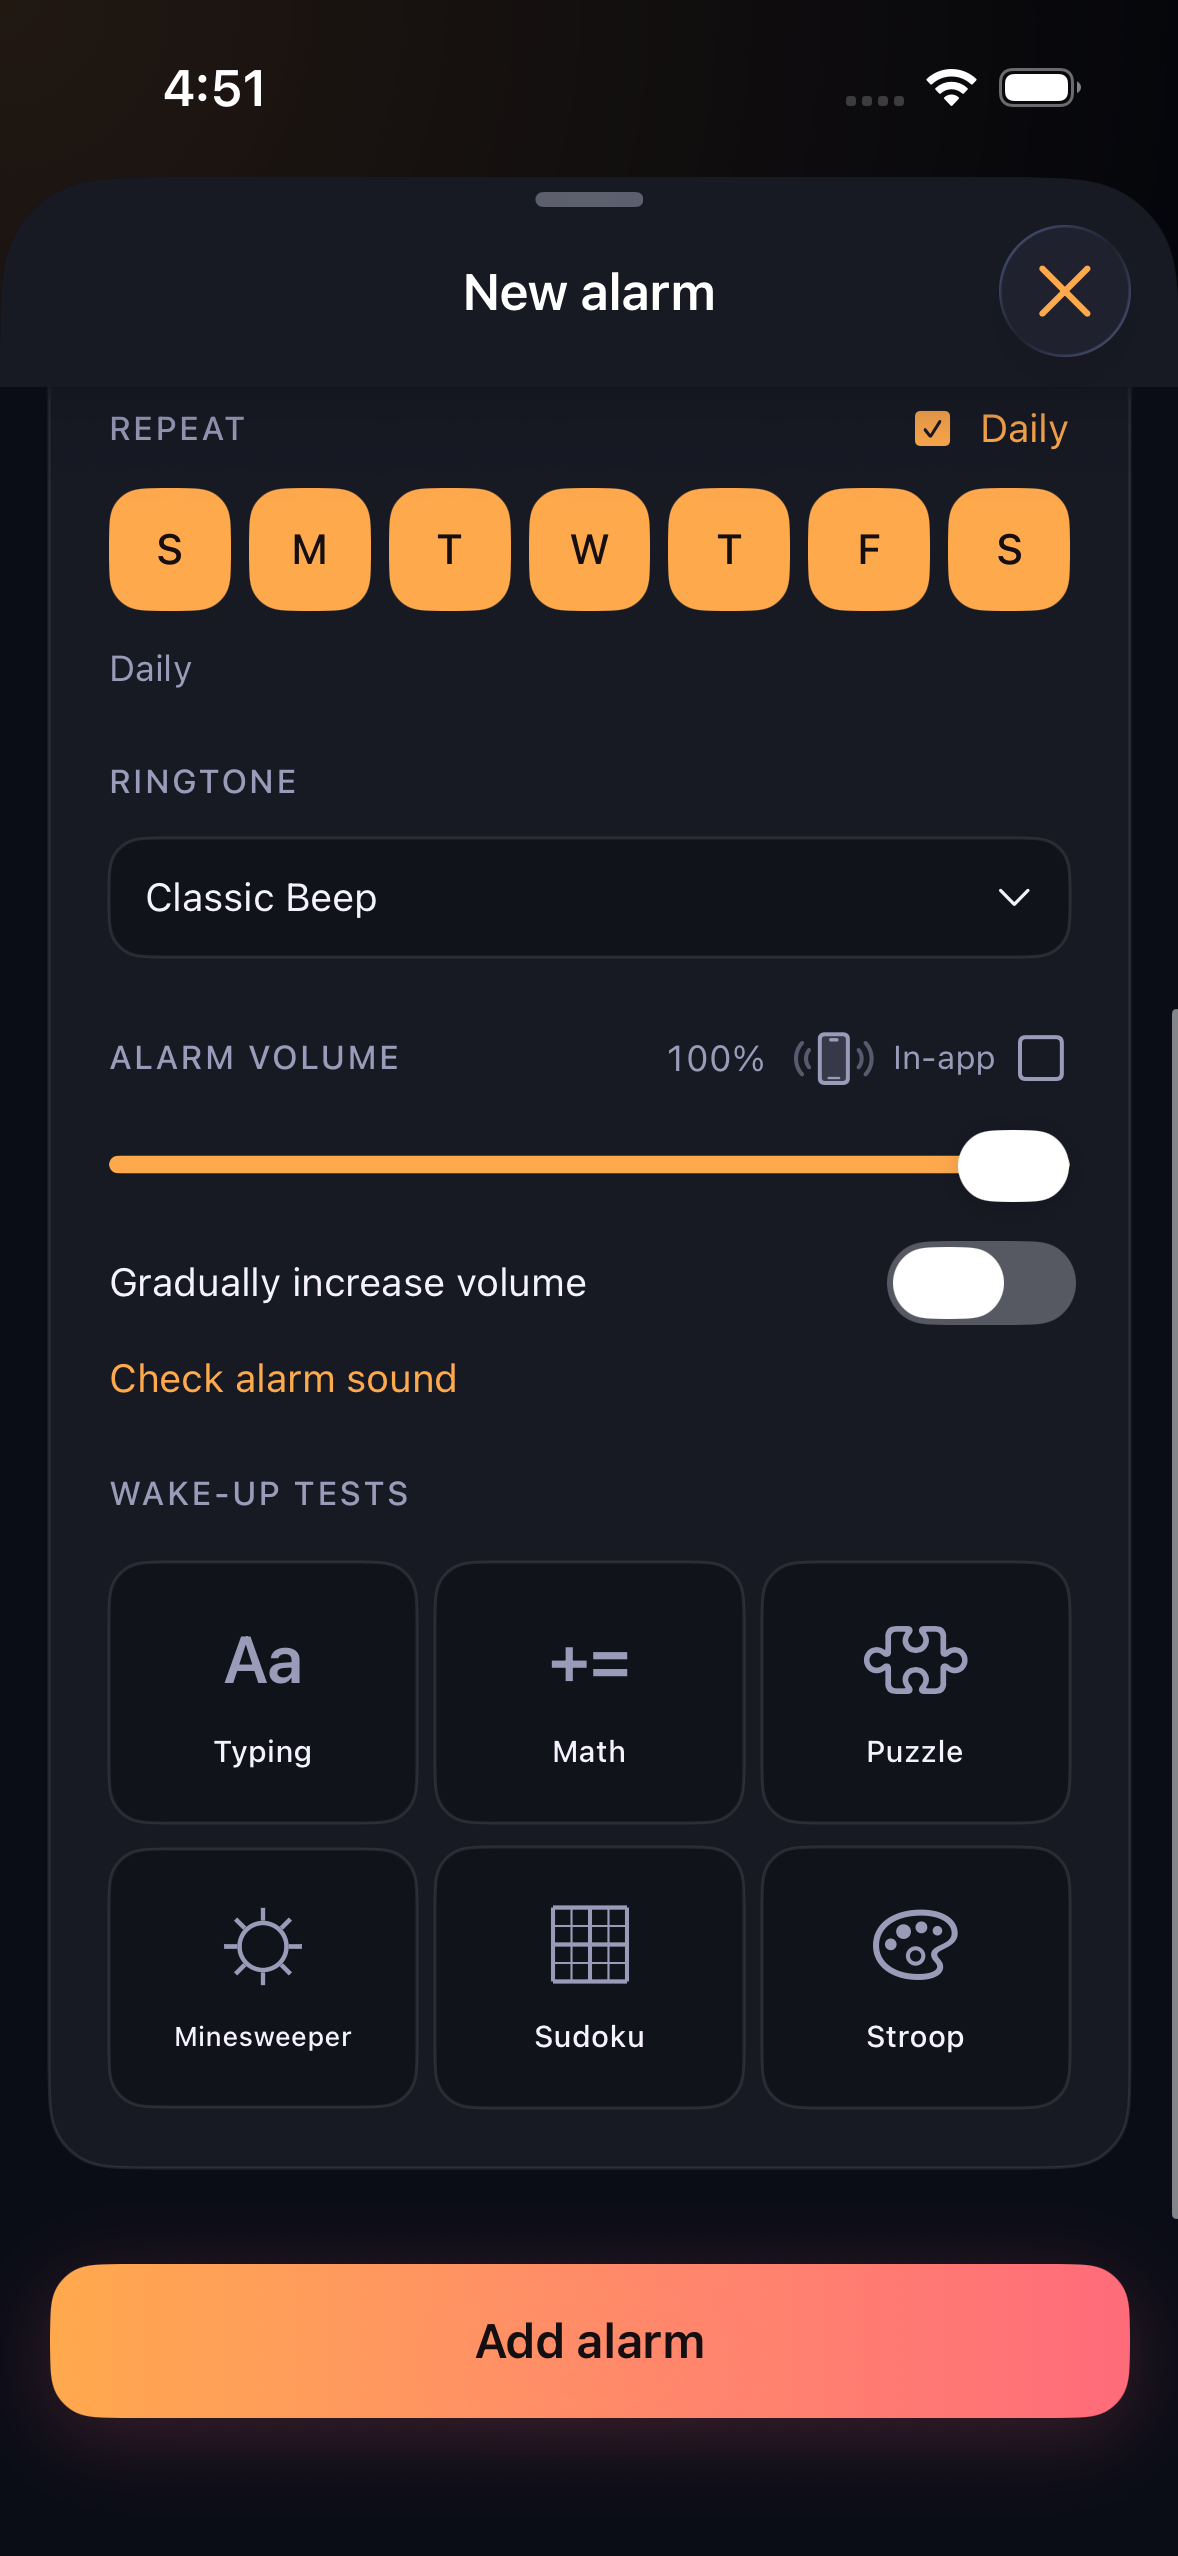 4:51
New alarm
REPEAT
Daily
S M T W T F S
Daily
RINGTONE
Classic Beep
ALARM VOLUME 100% In-app
Gradually increase volume
Check alarm sound
WAKE-UP TESTS
Aa += 
Typing Math Puzzle
Minesweeper Sudoku Stroop
Add alarm